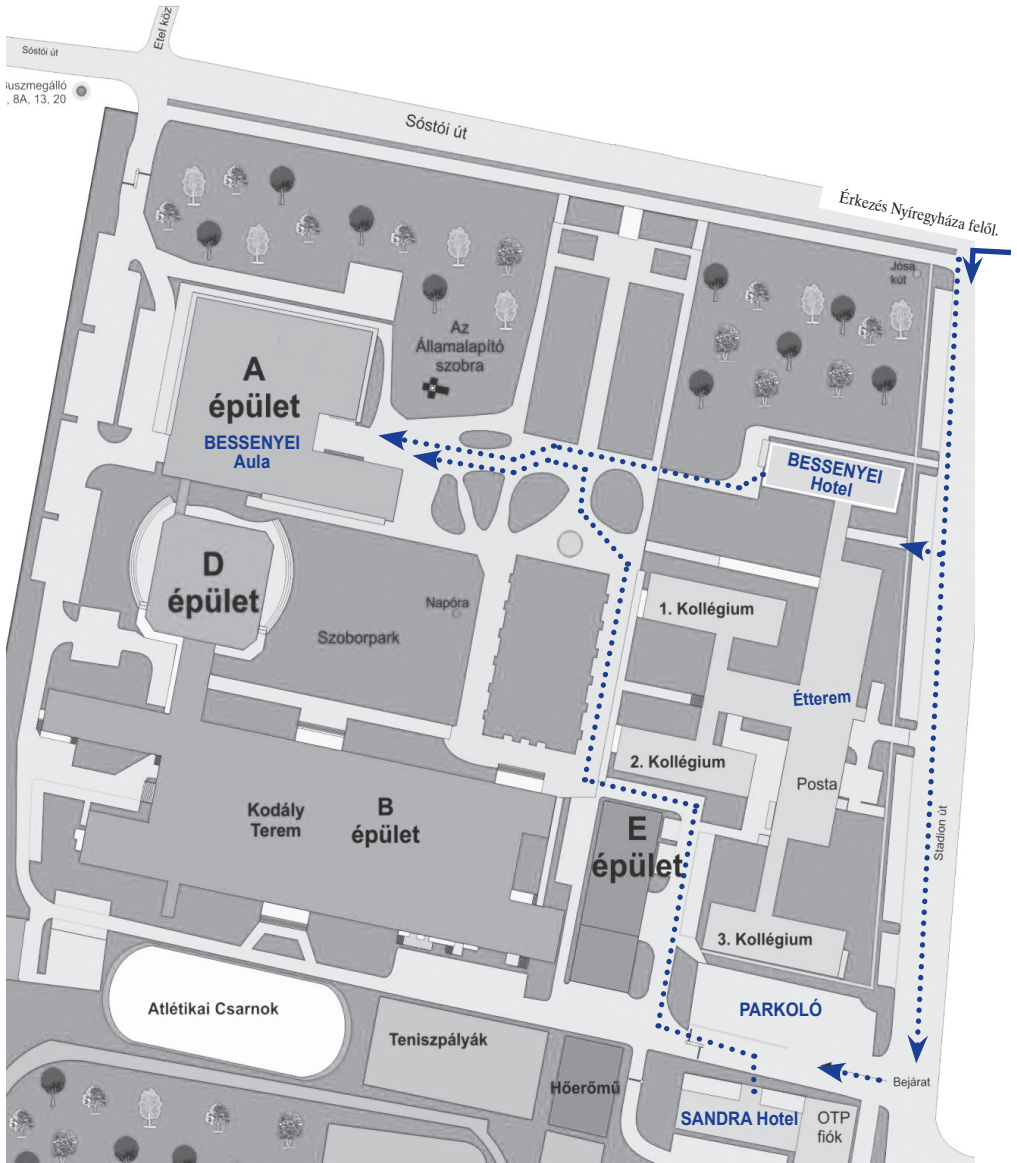 Etel köz
Sóstói út
Buszmegálló
, 8A, 13, 20
Sóstói út
Érkezés Nyíregyháza felől.
Jósa
kút
Az
Államalapító
szobra
A
épület
BESSENYEI
Aula
BESSENYEI
Hotel
D
épület
Napóra
Szoborpark
1. Kollégium
Étterem
2. Kollégium
Posta
Kodály
Terem
B
épület
E
épület
Stadion út
3. Kollégium
Atlétikai Csarnok
PARKOLÓ
Teniszpályák
Hőerőmű
Bejárat
SANDRA Hotel
OTP
fiók